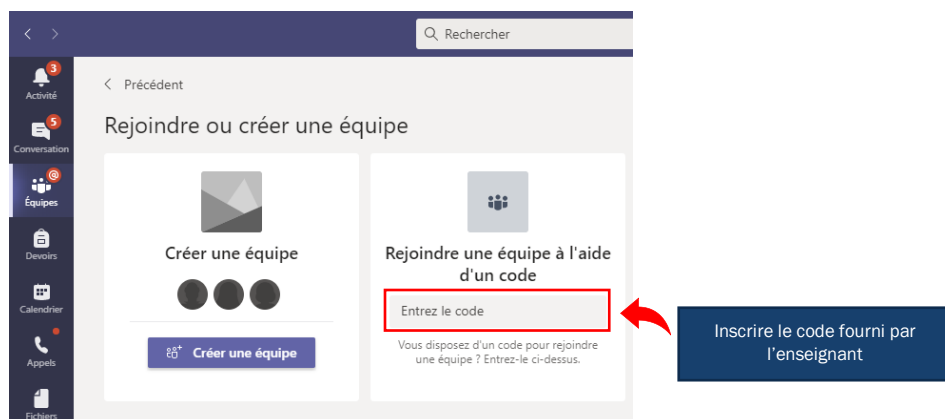 Rechercher
3
Activité
5
Conversation
@
Équipes
Devoirs
Calendrier
Appels
Fichiers
Précédent
Rejoindre ou créer une équipe
Créer une équipe
Créer une équipe
Rejoindre une équipe à l'aide
d'un code
Entrez le code
Vous disposez d'un code pour rejoindre
une équipe ? Entrez-le ci-dessus.
Inscrire le code fourni par
l'enseignant